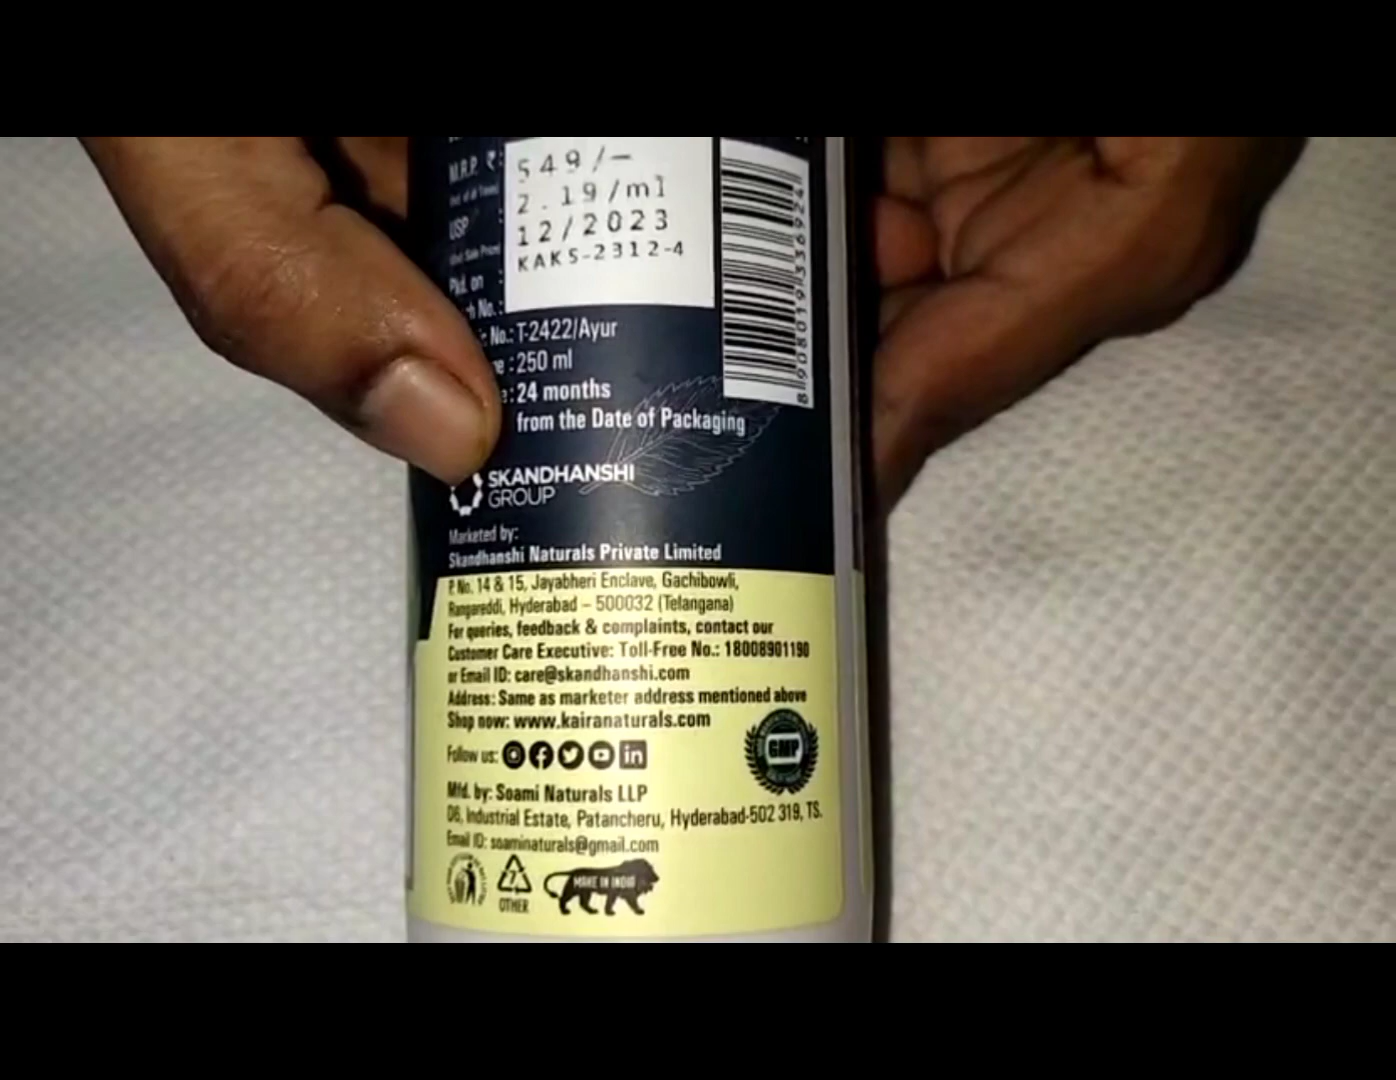 M.R.P. ₹: 549/-
USP : 2.19/ml
Pkd. on : 12/2023
No.: KAKS-2312-4
No.: T-2422/Ayur
: 250 ml
: 24 months
from the Date of Packaging
8908019336924
SKANDHANSHI
GROUP
Marketed by:
Skandhanshi Naturals Private Limited
P. No. 14 & 15, Jayabheri Enclave, Gachibowli,
Rangareddi, Hyderabad – 500032 (Telangana)
For queries, feedback & complaints, contact our
Customer Care Executive: Toll-Free No.: 18008901190
or Email ID: care@skandhanshi.com
Address: Same as marketer address mentioned above
Shop now: www.kairanaturals.com
Follow us:
GMP
Mfd. by: Soami Naturals LLP
D6, Industrial Estate, Patancheru, Hyderabad-502 319, TS.
Email ID: soaminaturals@gmail.com
7
OTHER
MAKE IN INDIA